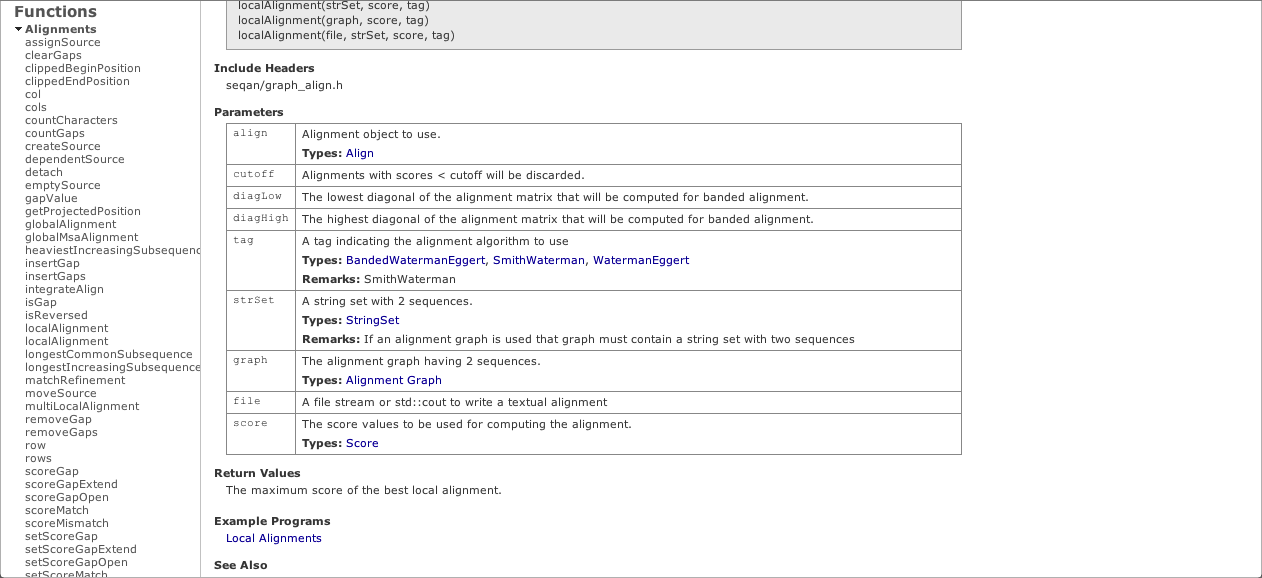 Functions
Alignments
assignSource
clearGaps
clippedBeginPosition
clippedEndPosition
col
cols
countCharacters
countGaps
createSource
dependentSource
detach
emptySource
gapValue
getProjectedPosition
globalAlignment
globalMsaAlignment
heaviestIncreasingSubsequenc
insertGap
insertGaps
integrateAlign
isGap
isReversed
localAlignment
localAlignment
longestCommonSubsequence
longestIncreasingSubsequence
matchRefinement
moveSource
multiLocalAlignment
removeGap
removeGaps
row
rows
scoreGap
scoreGapExtend
scoreGapOpen
scoreMatch
scoreMismatch
setScoreGap
setScoreGapExtend
setScoreGapOpen
setScoreMatch
localAlignment(strSet, score, tag)
localAlignment(graph, score, tag)
localAlignment(file, strSet, score, tag)
Include Headers
seqan/graph_align.h
Parameters
align Alignment object to use.
Types: Align
cutoff Alignments with scores < cutoff will be discarded.
diagLow The lowest diagonal of the alignment matrix that will be computed for banded alignment.
diagHigh The highest diagonal of the alignment matrix that will be computed for banded alignment.
tag A tag indicating the alignment algorithm to use
Types: BandedWatermanEggert, SmithWaterman, WatermanEggert
Remarks: SmithWaterman
strSet A string set with 2 sequences.
Types: StringSet
Remarks: If an alignment graph is used that graph must contain a string set with two sequences
graph The alignment graph having 2 sequences.
Types: Alignment Graph
file A file stream or std::cout to write a textual alignment
score The score values to be used for computing the alignment.
Types: Score
Return Values
The maximum score of the best local alignment.
Example Programs
Local Alignments
See Also